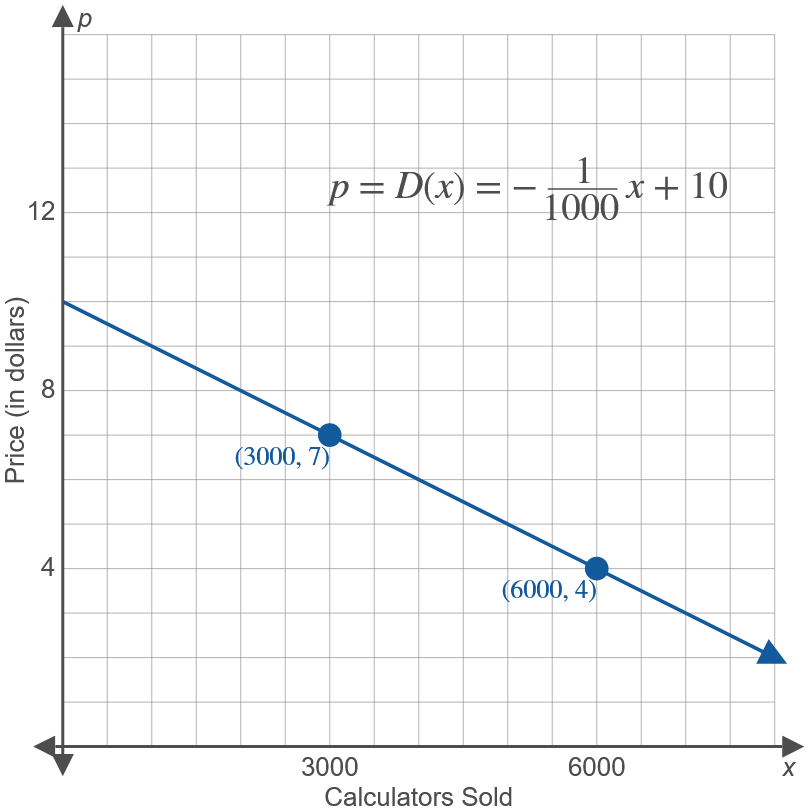 p
p = D(x) = − 1/1000 x + 10
12
8
(3000, 7)
Price (in dollars)
4
(6000, 4)
3000
6000
x
Calculators Sold